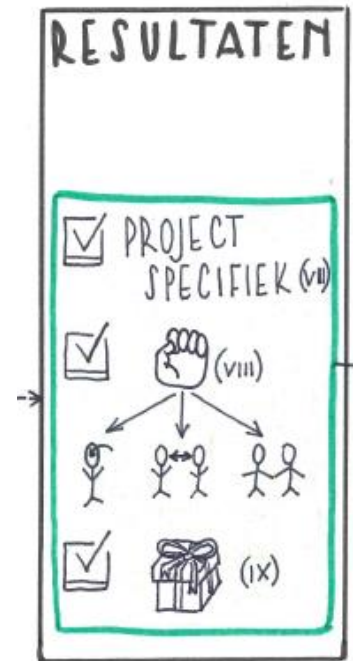 RESULTATEN
PROJECT
SPECIFIEK (VII)
(VIII)
(IX)